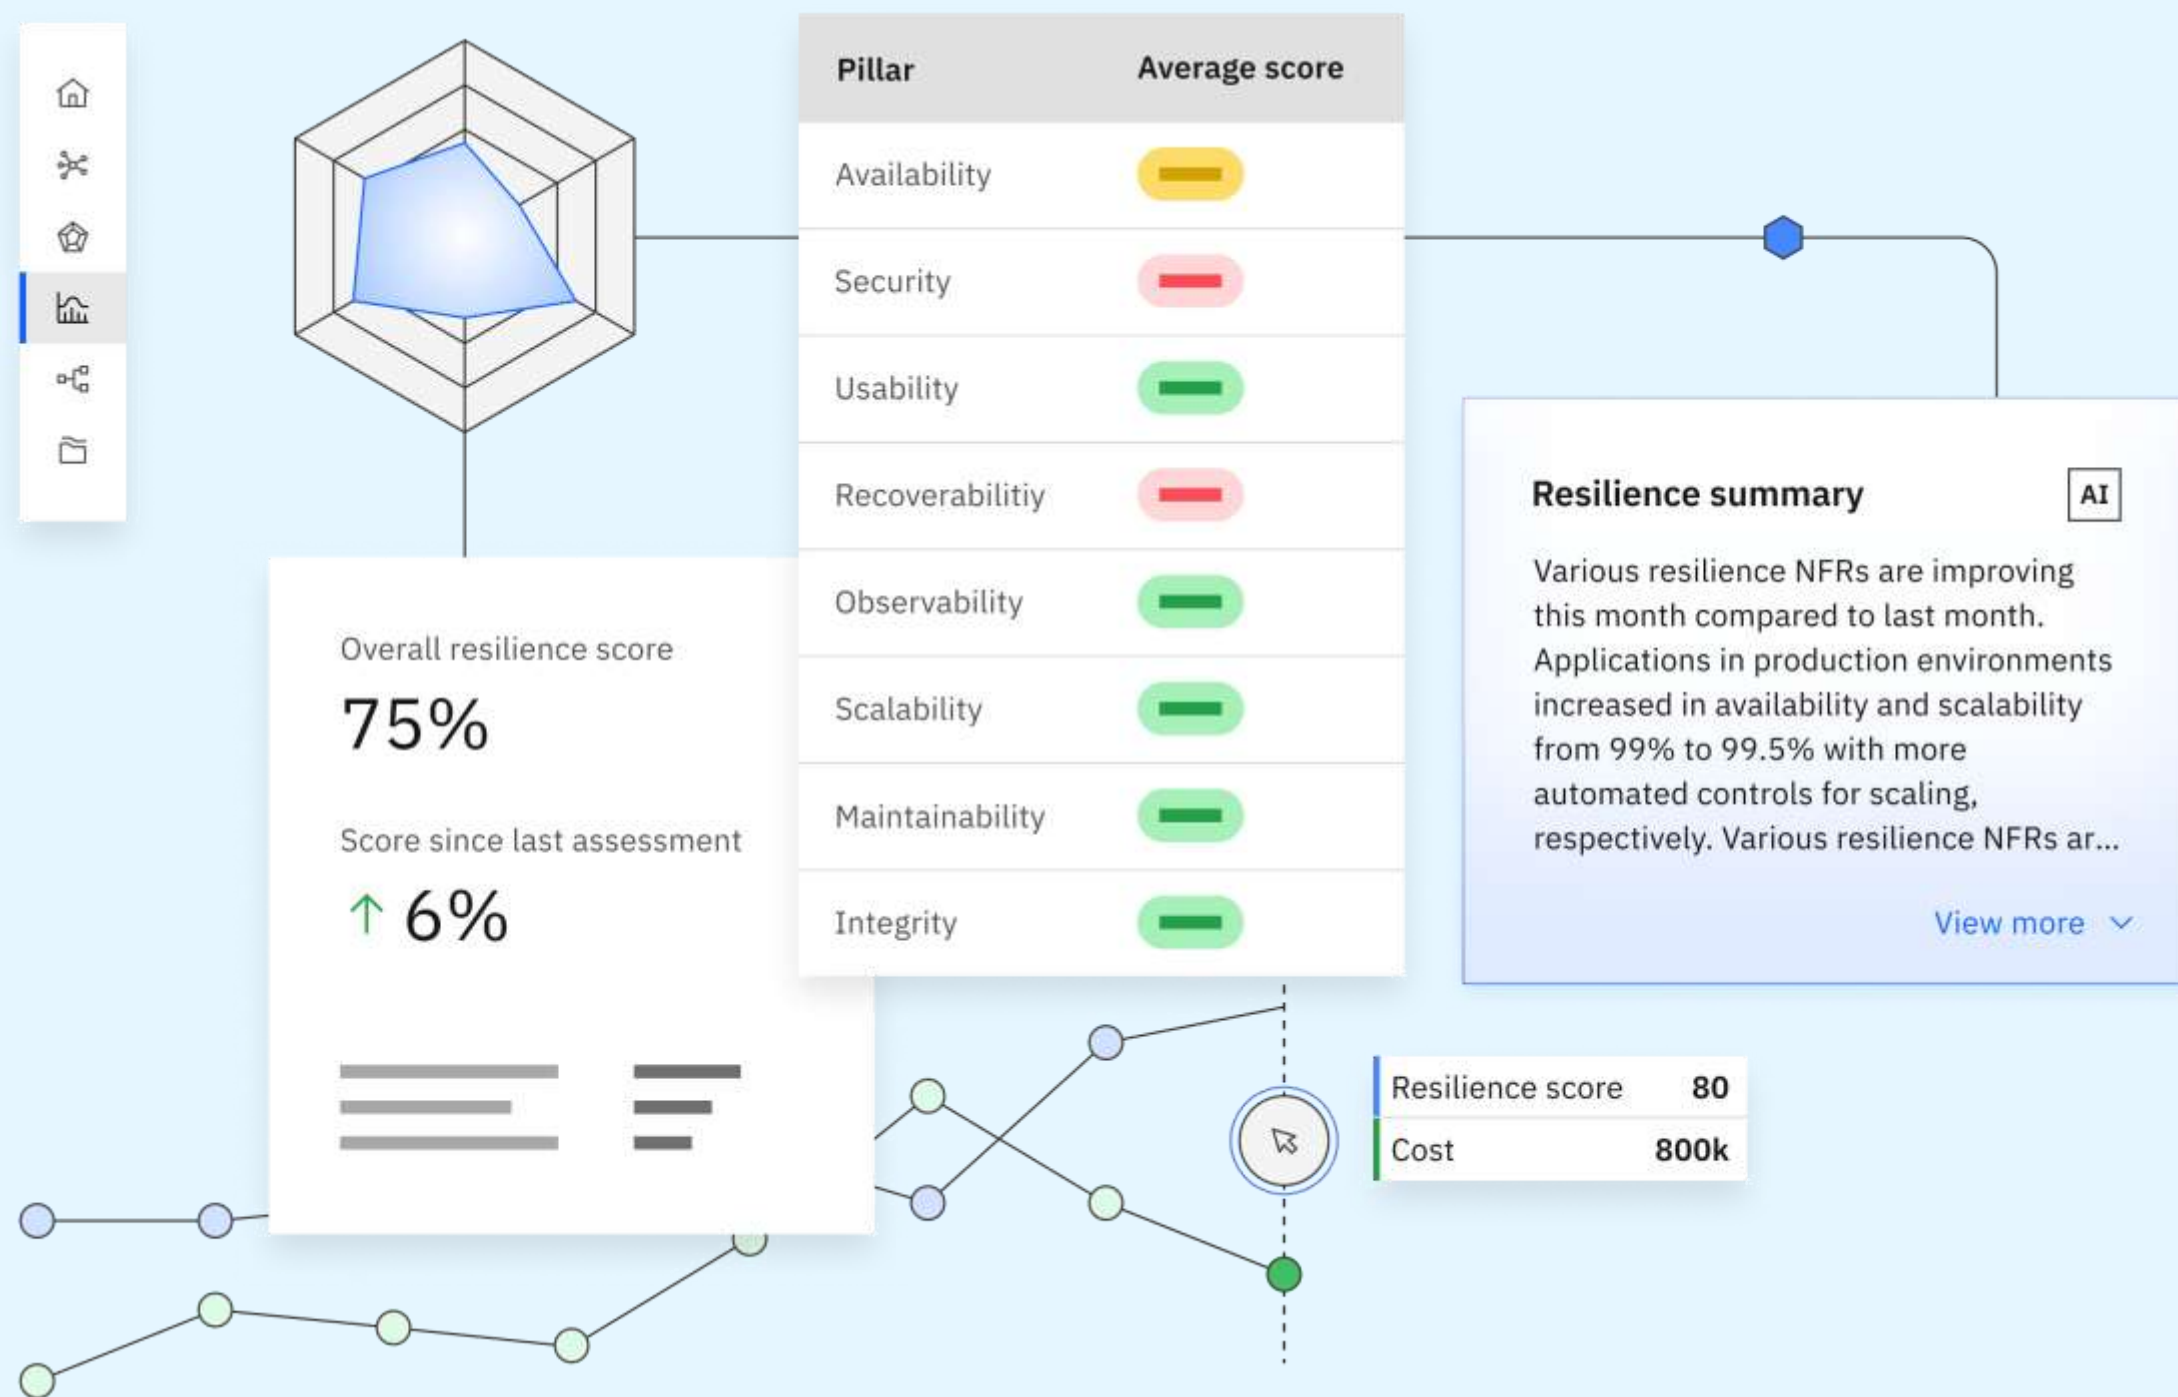 Pillar Average score
Availability
Security
Usability
Recoverabilitiy
Observability
Scalability
Maintainability
Integrity
Overall resilience score
75%
Score since last assessment
↑ 6%
Resilience summary AI
Various resilience NFRs are improving
this month compared to last month.
Applications in production environments
increased in availability and scalability
from 99% to 99.5% with more
automated controls for scaling,
respectively. Various resilience NFRs ar...
View more
Resilience score 80
Cost 800k